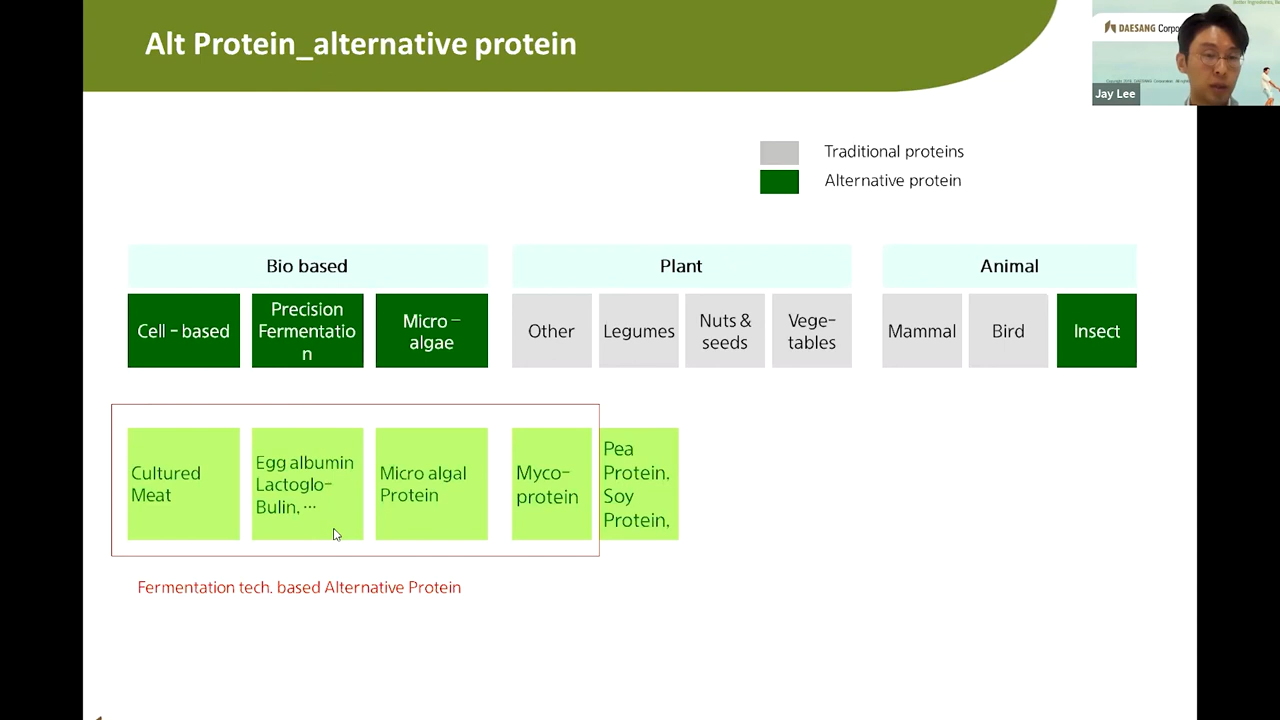 Alt Protein_alternative protein
DAESANG
Jay Lee
Traditional proteins
Alternative protein
Bio based
Plant
Animal
Cell - based
Precision
Fermentatio
n
Micro –
algae
Other
Legumes
Nuts &
seeds
Vege-
tables
Mammal
Bird
Insect
Cultured
Meat
Egg albumin
Lactoglo-
Bulin, ···
Micro algal
Protein
Myco-
protein
Pea
Protein,
Soy
Protein,
Fermentation tech. based Alternative Protein